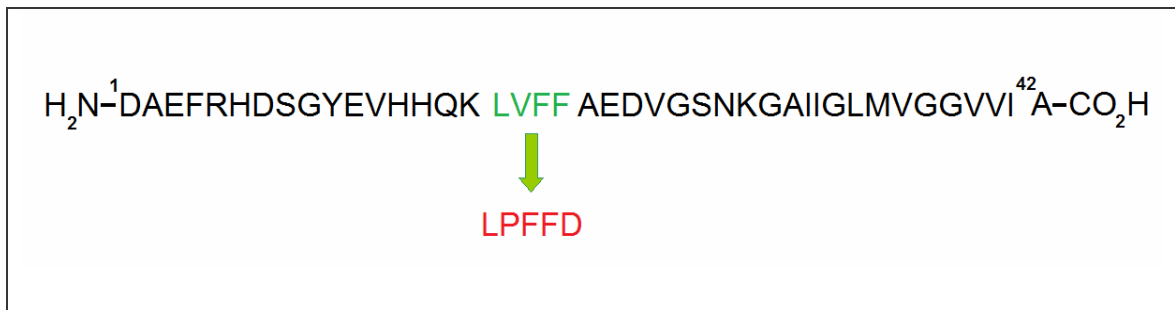 H₂N–¹DAEFRHDSGYEVHHQK LVFF AEDVGSNKGAIIGLMVGGVVI⁴²A–CO₂H
LPFFD